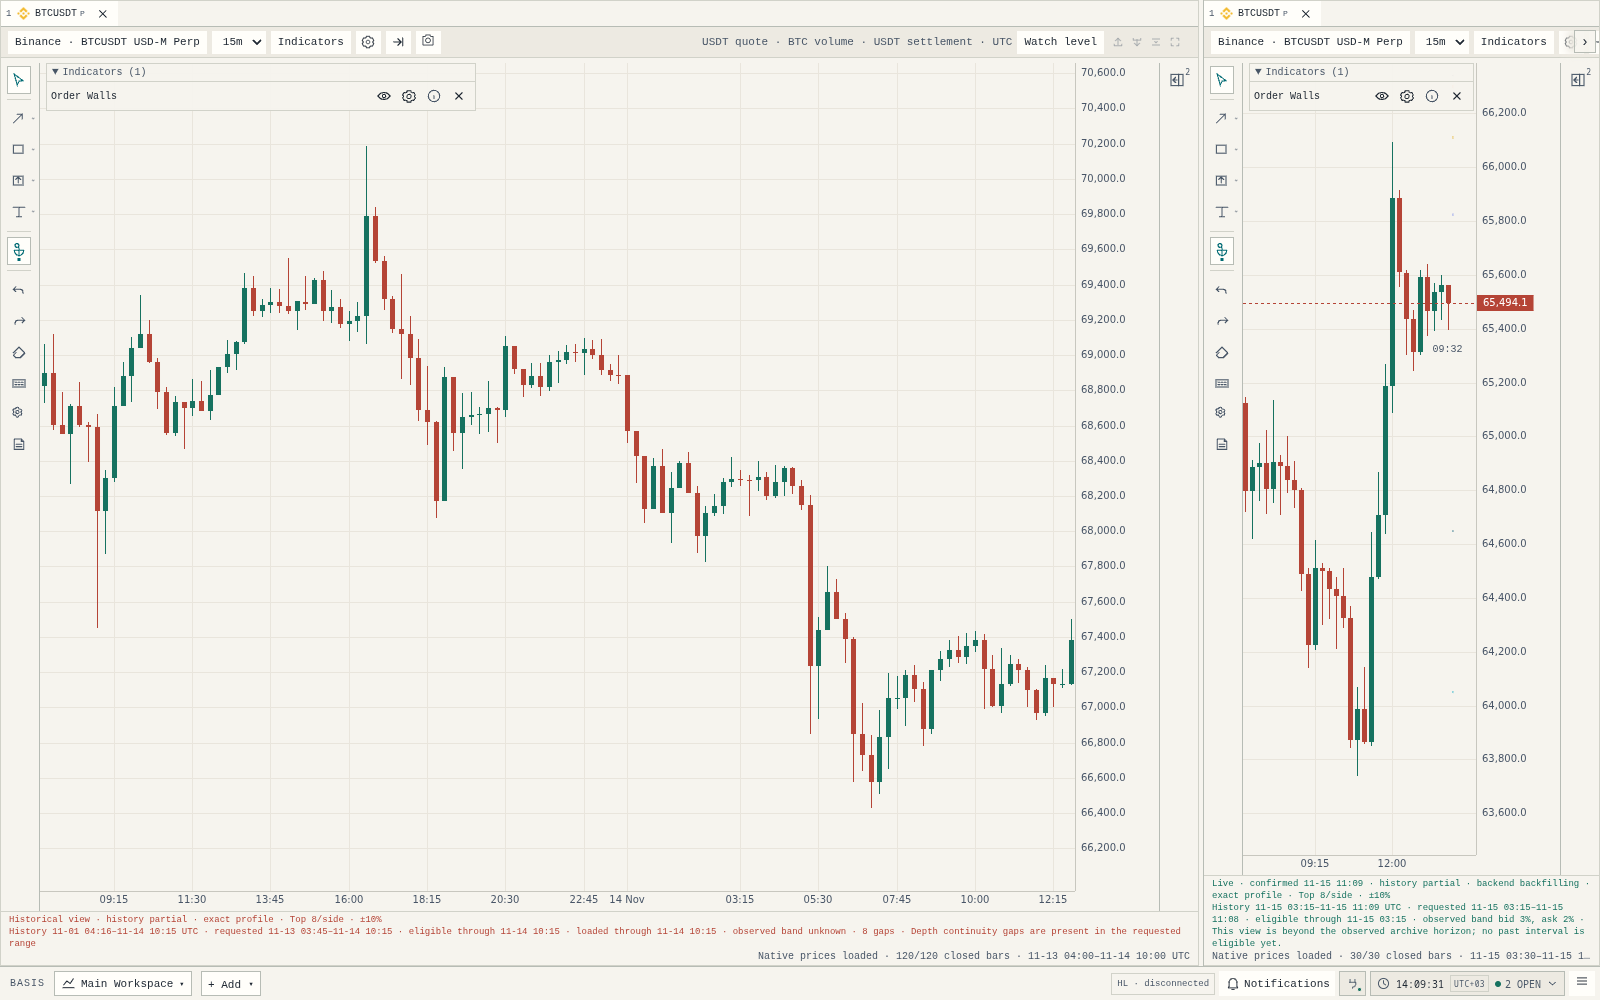 1 BTCUSDT P
Binance · BTCUSDT USD-M Perp 15m Indicators USDT quote · BTC volume · USDT settlement · UTC Watch level
Indicators (1)
Order Walls
70,600.0
70,400.0
70,200.0
70,000.0
69,800.0
69,600.0
69,400.0
69,200.0
69,000.0
68,800.0
68,600.0
68,400.0
68,200.0
68,000.0
67,800.0
67,600.0
67,400.0
67,200.0
67,000.0
66,800.0
66,600.0
66,400.0
66,200.0
2
09:15 11:30 13:45 16:00 18:15 20:30 22:45 14 Nov 03:15 05:30 07:45 10:00 12:15
Historical view · history partial · exact profile · Top 8/side · ±10%
History 11-01 04:16–11-14 10:15 UTC · requested 11-13 03:45–11-14 10:15 · eligible through 11-14 10:15 · loaded through 11-14 10:15 · observed band unknown · 8 gaps · Depth continuity gaps are present in the requested
range
Native prices loaded · 120/120 closed bars · 11-13 04:00–11-14 10:00 UTC
1 BTCUSDT P
Binance · BTCUSDT USD-M Perp 15m Indicators
Indicators (1)
Order Walls
66,200.0
66,000.0
65,800.0
65,600.0
65,494.1
65,400.0
09:32
65,200.0
65,000.0
64,800.0
64,600.0
64,400.0
64,200.0
64,000.0
63,800.0
63,600.0
2
09:15 12:00
Live · confirmed 11-15 11:09 · history partial · backend backfilling ·
exact profile · Top 8/side · ±10%
History 11-15 03:15–11-15 11:09 UTC · requested 11-15 03:15–11-15
11:08 · eligible through 11-15 03:15 · observed band bid 3%, ask 2% ·
This view is beyond the observed archive horizon; no past interval is
eligible yet.
Native prices loaded · 30/30 closed bars · 11-15 03:30–11-15 1…
BASIS Main Workspace + Add HL · disconnected Notifications 14:09:31 UTC+03 2 OPEN